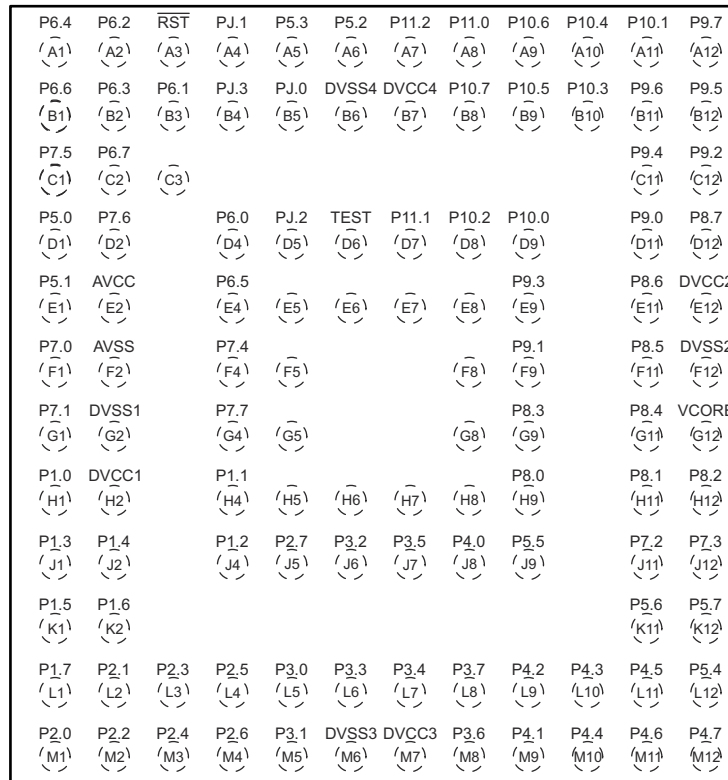 P6.4 P6.2 RST PJ.1 P5.3 P5.2 P11.2 P11.0 P10.6 P10.4 P10.1 P9.7
A1 A2 A3 A4 A5 A6 A7 A8 A9 A10 A11 A12
P6.6 P6.3 P6.1 PJ.3 PJ.0 DVSS4 DVCC4 P10.7 P10.5 P10.3 P9.6 P9.5
B1 B2 B3 B4 B5 B6 B7 B8 B9 B10 B11 B12
P7.5 P6.7 P9.4 P9.2
C1 C2 C3 C11 C12
P5.0 P7.6 P6.0 PJ.2 TEST P11.1 P10.2 P10.0 P9.0 P8.7
D1 D2 D4 D5 D6 D7 D8 D9 D11 D12
P5.1 AVCC P6.5 P9.3 P8.6 DVCC2
E1 E2 E4 E5 E6 E7 E8 E9 E11 E12
P7.0 AVSS P7.4 P9.1 P8.5 DVSS2
F1 F2 F4 F5 F8 F9 F11 F12
P7.1 DVSS1 P7.7 P8.3 P8.4 VCORE
G1 G2 G4 G5 G8 G9 G11 G12
P1.0 DVCC1 P1.1 P8.0 P8.1 P8.2
H1 H2 H4 H5 H6 H7 H8 H9 H11 H12
P1.3 P1.4 P1.2 P2.7 P3.2 P3.5 P4.0 P5.5 P7.2 P7.3
J1 J2 J4 J5 J6 J7 J8 J9 J11 J12
P1.5 P1.6 P5.6 P5.7
K1 K2 K11 K12
P1.7 P2.1 P2.3 P2.5 P3.0 P3.3 P3.4 P3.7 P4.2 P4.3 P4.5 P5.4
L1 L2 L3 L4 L5 L6 L7 L8 L9 L10 L11 L12
P2.0 P2.2 P2.4 P2.6 P3.1 DVSS3 DVCC3 P3.6 P4.1 P4.4 P4.6 P4.7
M1 M2 M3 M4 M5 M6 M7 M8 M9 M10 M11 M12